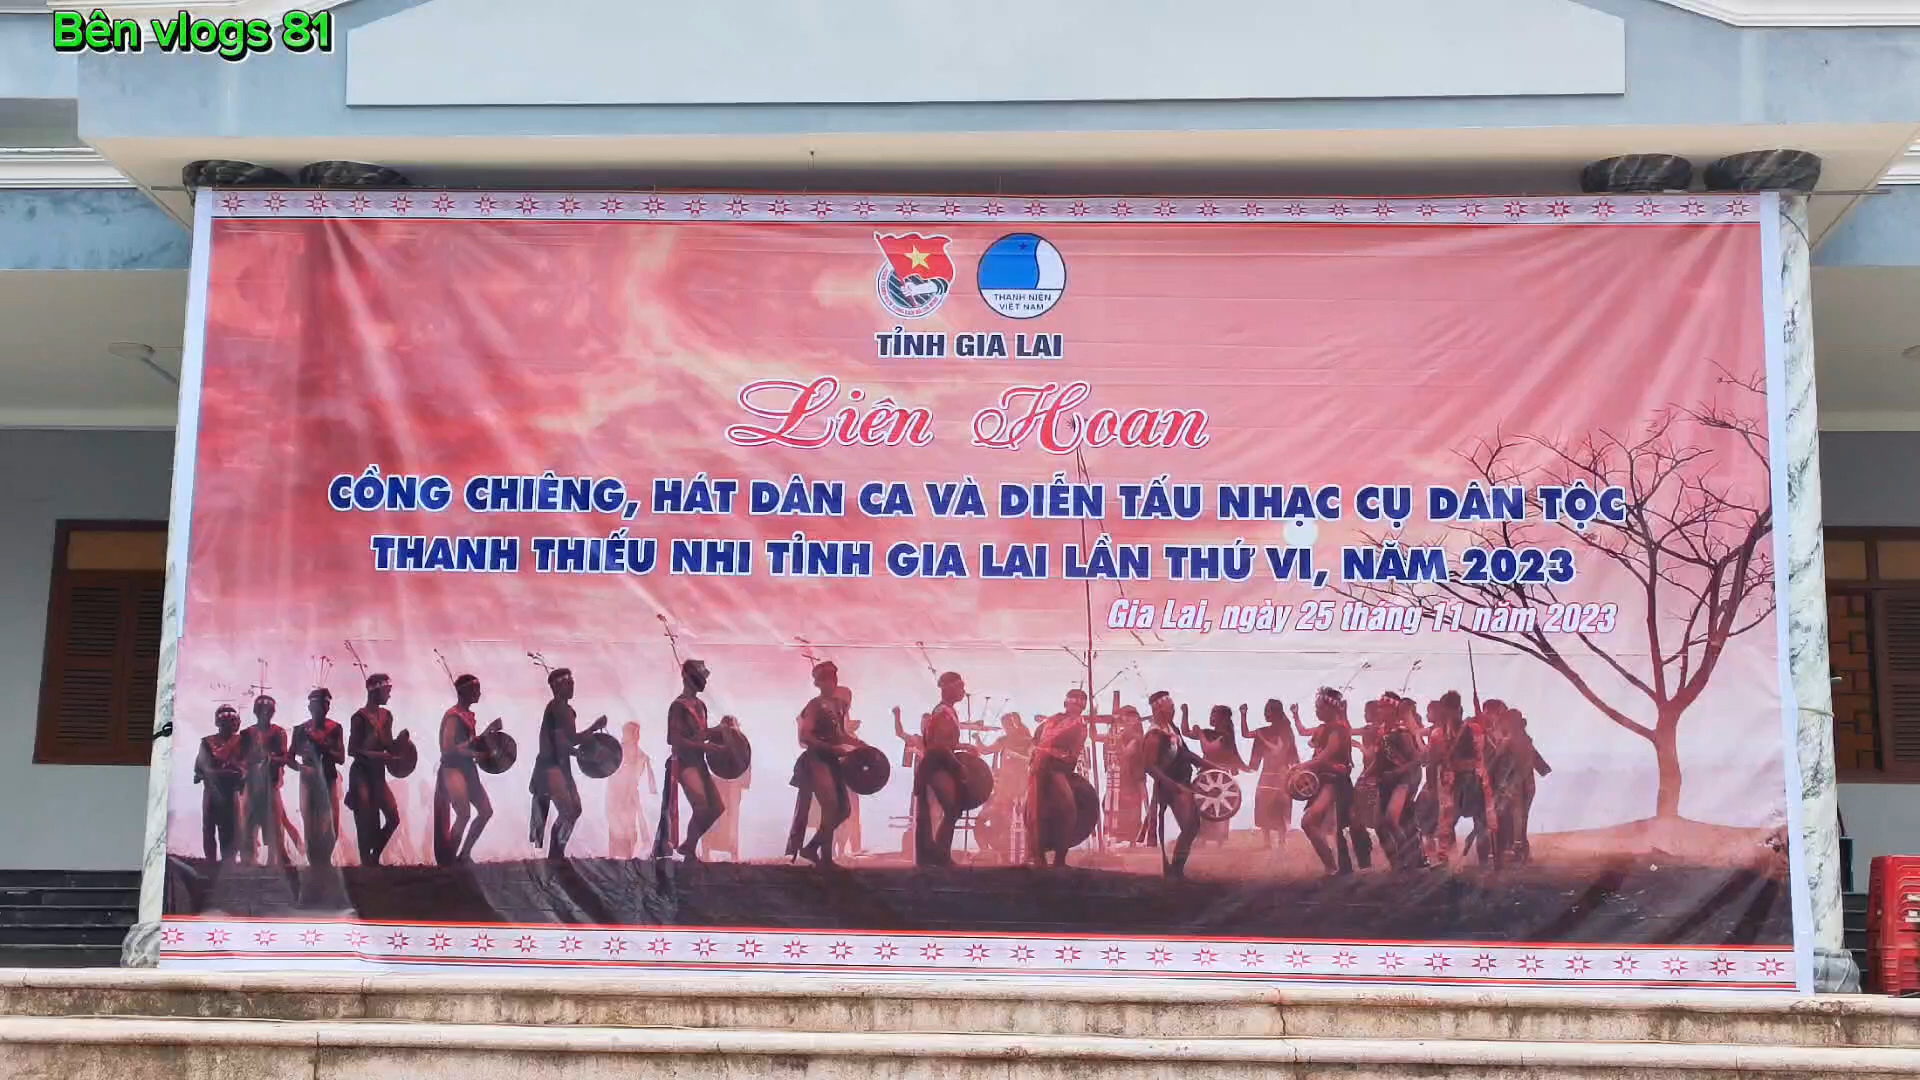 Bên vlogs 81
THANH NIÊN
VIỆT NAM
TỈNH GIA LAI
Liên Hoan
CỒNG CHIÊNG, HÁT DÂN CA VÀ DIỄN TẤU NHẠC CỤ DÂN TỘC
THANH THIẾU NHI TỈNH GIA LAI LẦN THỨ VI, NĂM 2023
Gia Lai, ngày 25 tháng 11 năm 2023